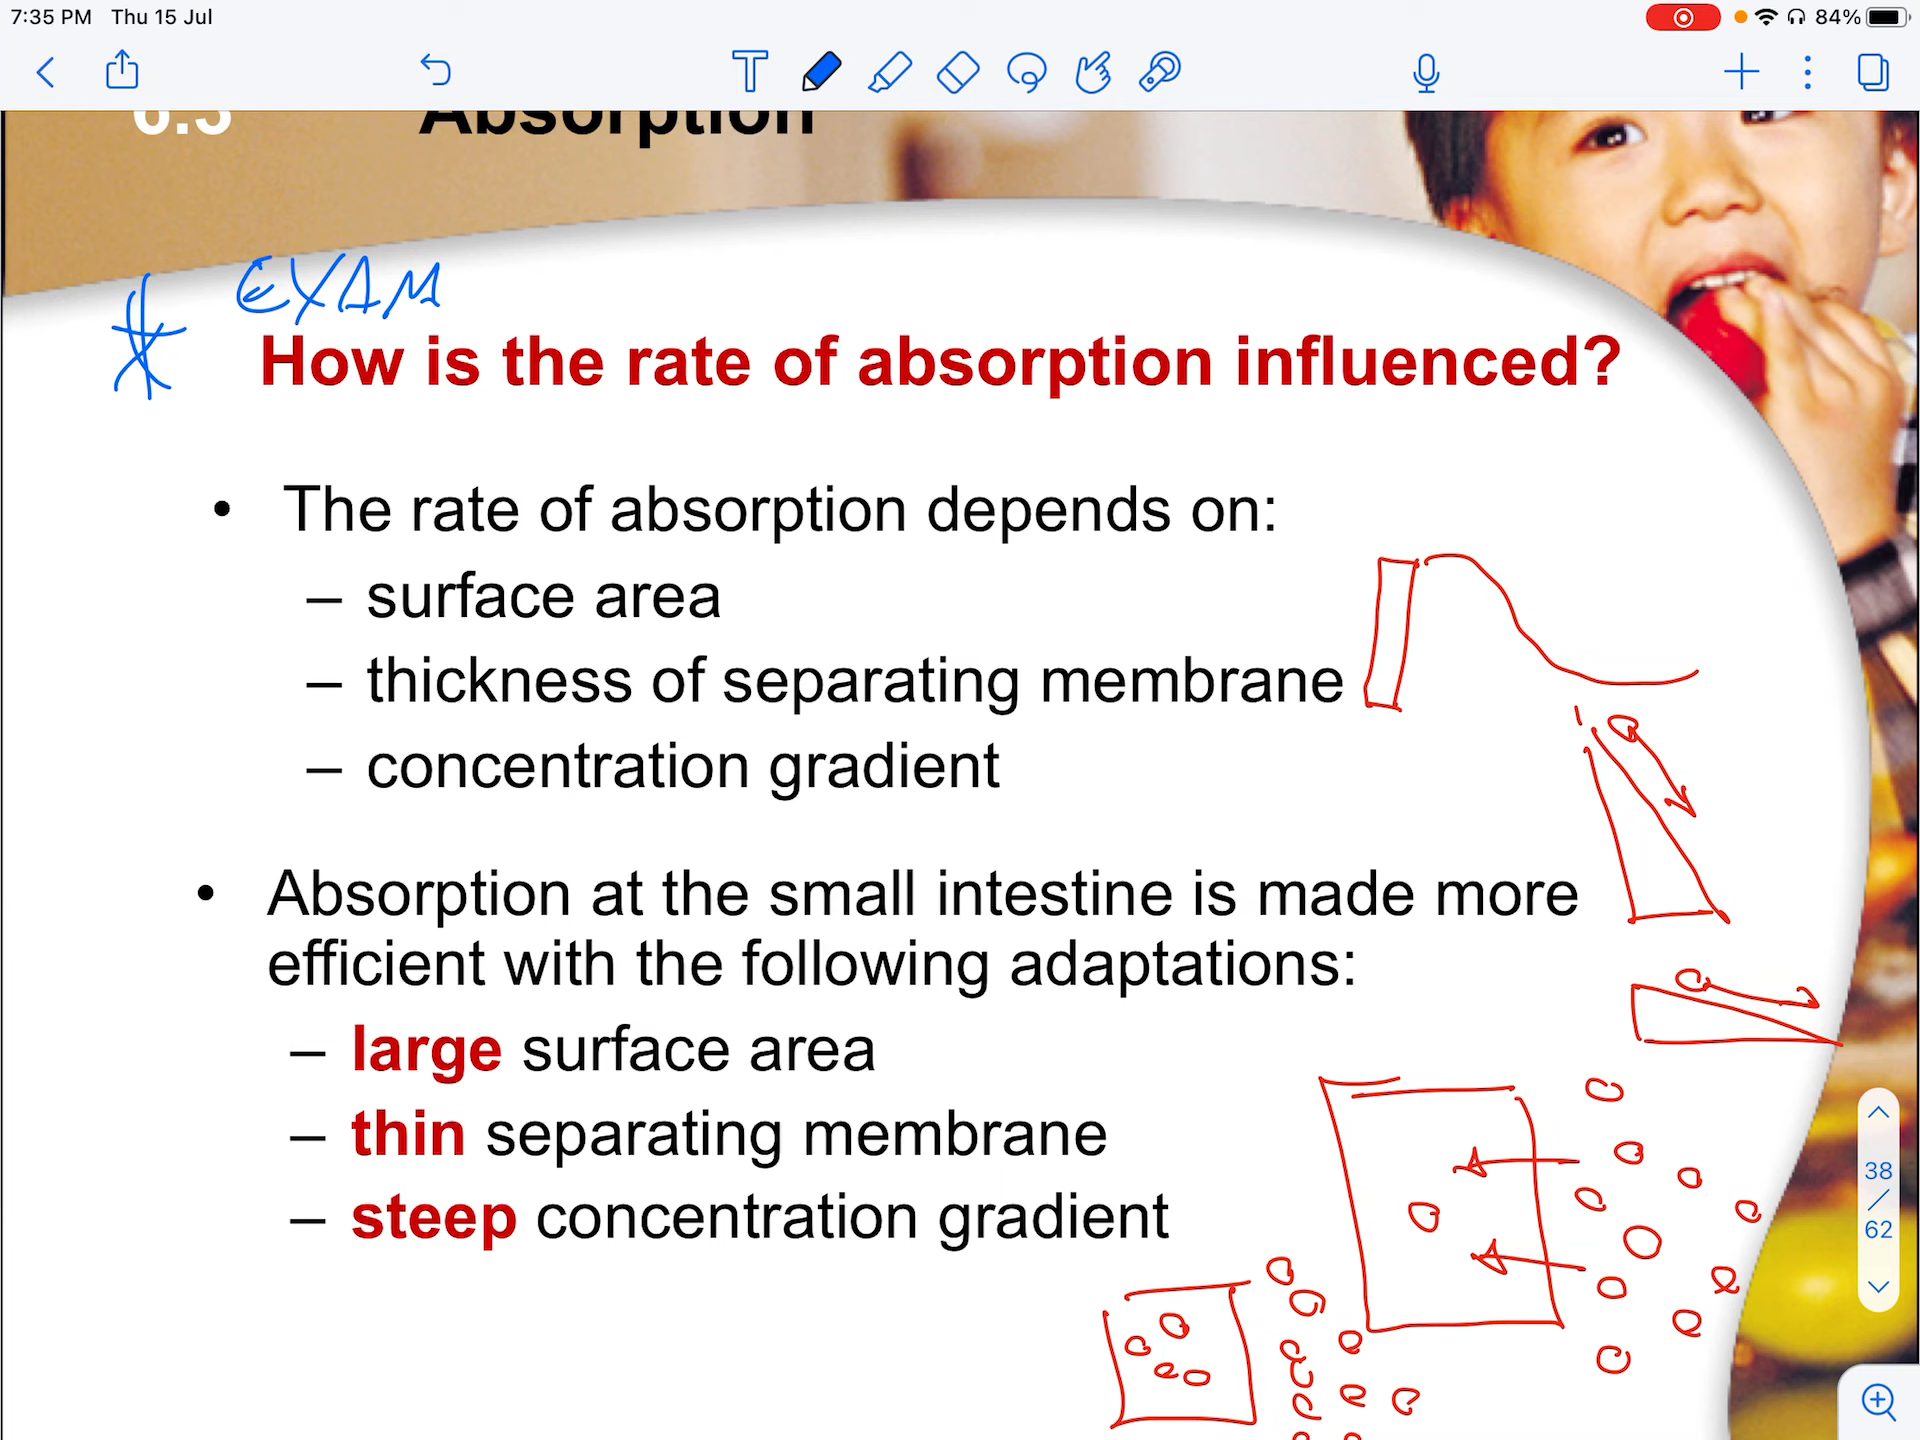 7:35 PM Thu 15 Jul
84%
T
6.3 Absorption
EXAM
How is the rate of absorption influenced?
• The rate of absorption depends on:
– surface area
– thickness of separating membrane
– concentration gradient
• Absorption at the small intestine is made more
efficient with the following adaptations:
– large surface area
– thin separating membrane
– steep concentration gradient
38
/
62